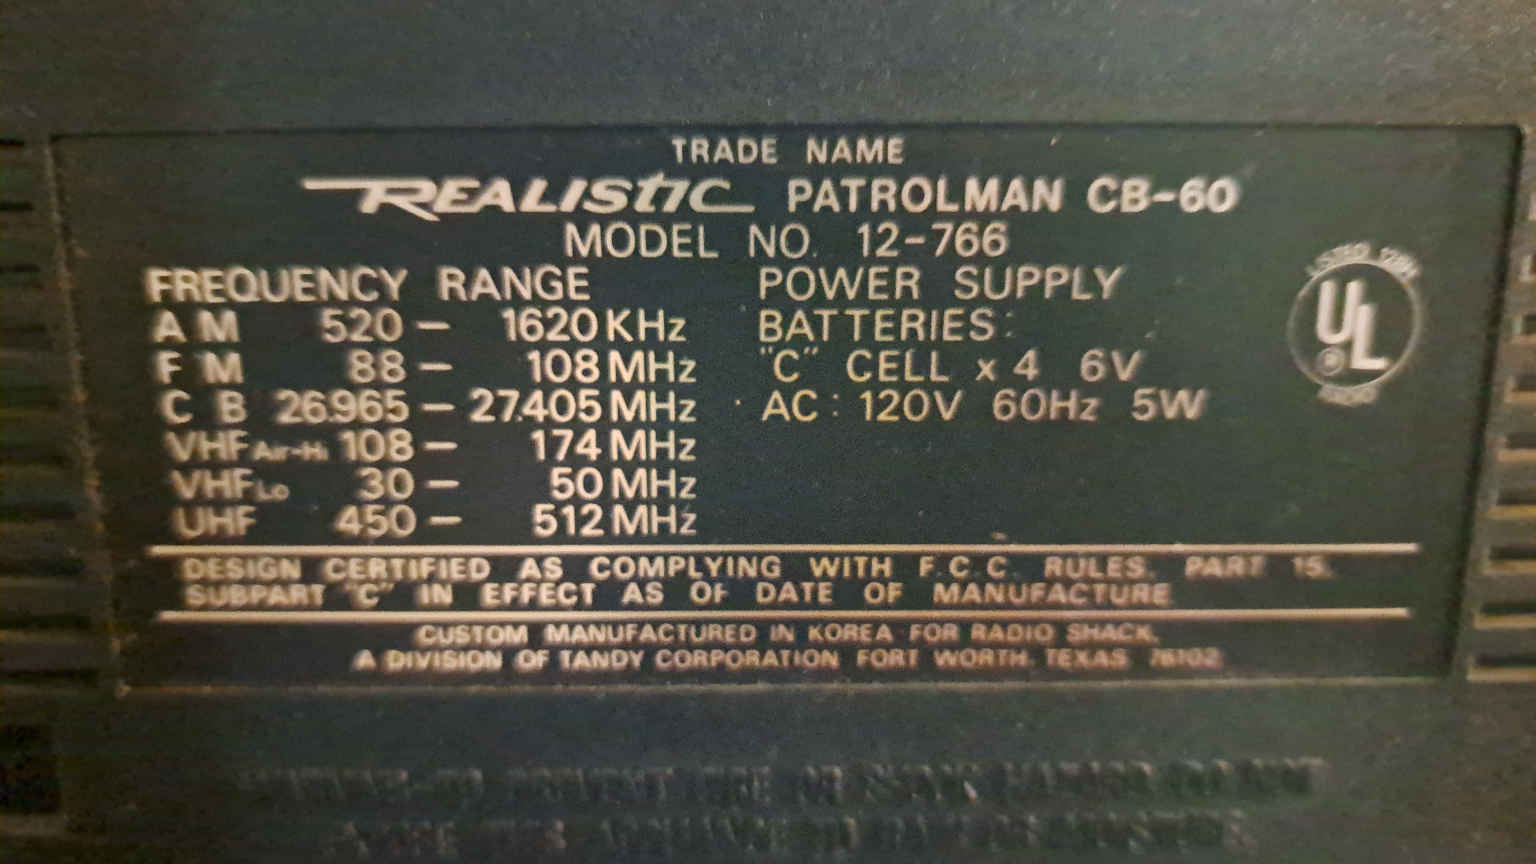 TRADE NAME
REALISTIC PATROLMAN CB-60
MODEL NO. 12-766
FREQUENCY RANGE
AM 520 - 1620 KHz
FM 88 - 108 MHz
CB 26.965 - 27.405 MHz
VHF Air-Hi 108 - 174 MHz
VHF Lo 30 - 50 MHz
UHF 450 - 512 MHz
POWER SUPPLY
BATTERIES:
"C" CELL x 4 6V
AC: 120V 60Hz 5W
LISTED
UL
®
RADIO
DESIGN CERTIFIED AS COMPLYING WITH F.C.C. RULES. PART 15.
SUBPART "C" IN EFFECT AS OF DATE OF MANUFACTURE
CUSTOM MANUFACTURED IN KOREA FOR RADIO SHACK,
A DIVISION OF TANDY CORPORATION FORT WORTH, TEXAS 76102